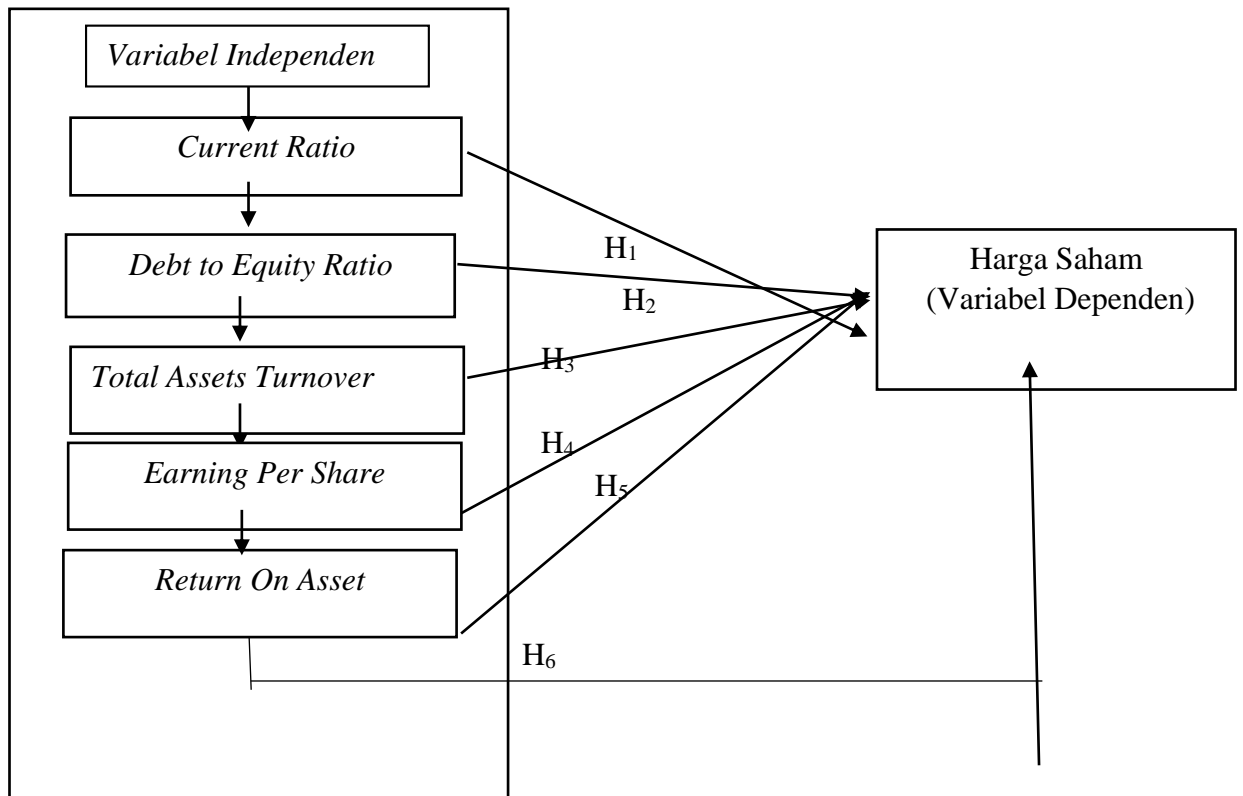 Variabel Independen
Current Ratio
Debt to Equity Ratio
Total Assets Turnover
Earning Per Share
Return On Asset
H₁
H₂
H₃
H₄
H₅
H₆
Harga Saham
(Variabel Dependen)